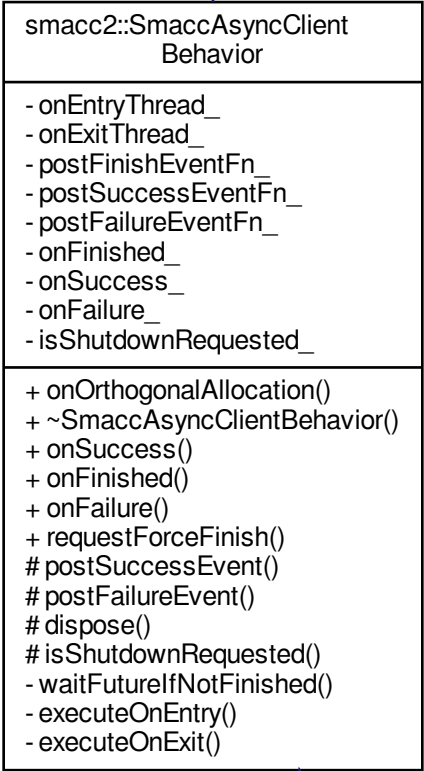 smacc2::SmaccAsyncClient
Behavior
- onEntryThread_
- onExitThread_
- postFinishEventFn_
- postSuccessEventFn_
- postFailureEventFn_
- onFinished_
- onSuccess_
- onFailure_
- isShutdownRequested_
+ onOrthogonalAllocation()
+ ~SmaccAsyncClientBehavior()
+ onSuccess()
+ onFinished()
+ onFailure()
+ requestForceFinish()
# postSuccessEvent()
# postFailureEvent()
# dispose()
# isShutdownRequested()
- waitFutureIfNotFinished()
- executeOnEntry()
- executeOnExit()